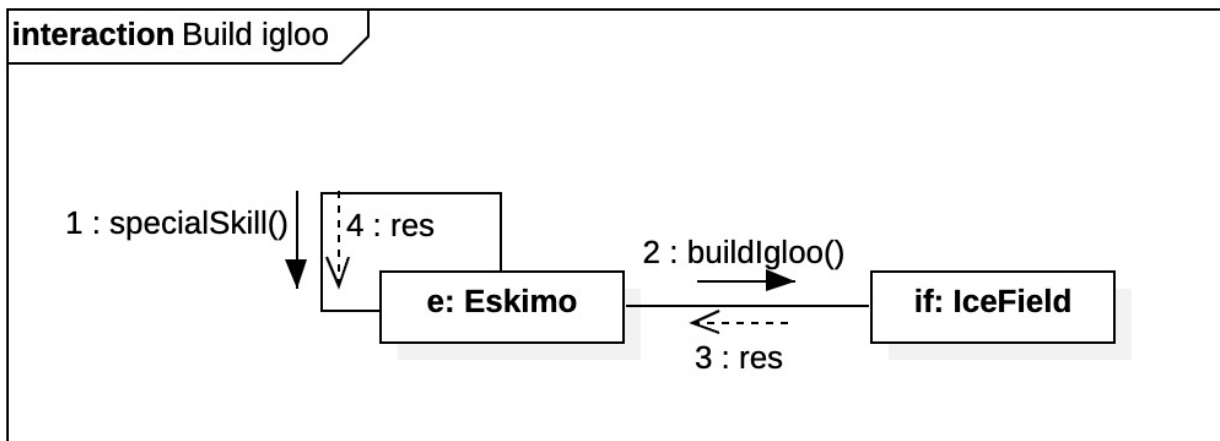 interaction Build igloo
1 : specialSkill()
4 : res
2 : buildIgloo()
e: Eskimo
if: IceField
3 : res